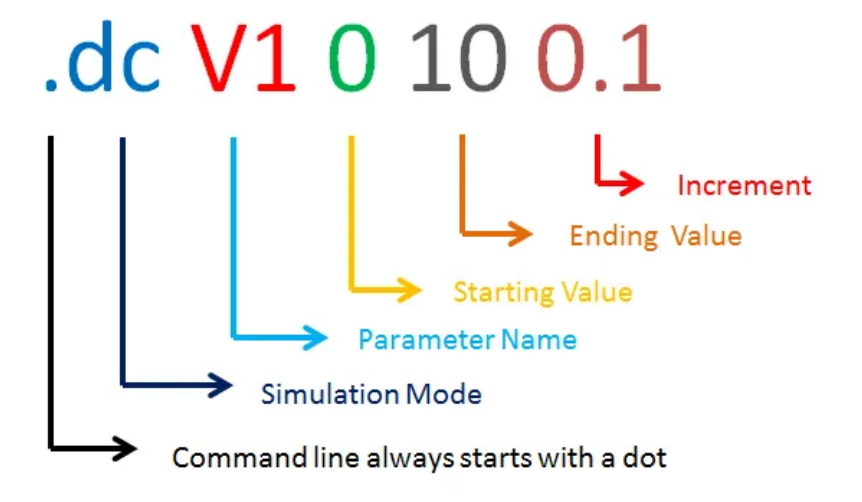 .dc V1 0 10 0.1
Increment
Ending Value
Starting Value
Parameter Name
Simulation Mode
Command line always starts with a dot